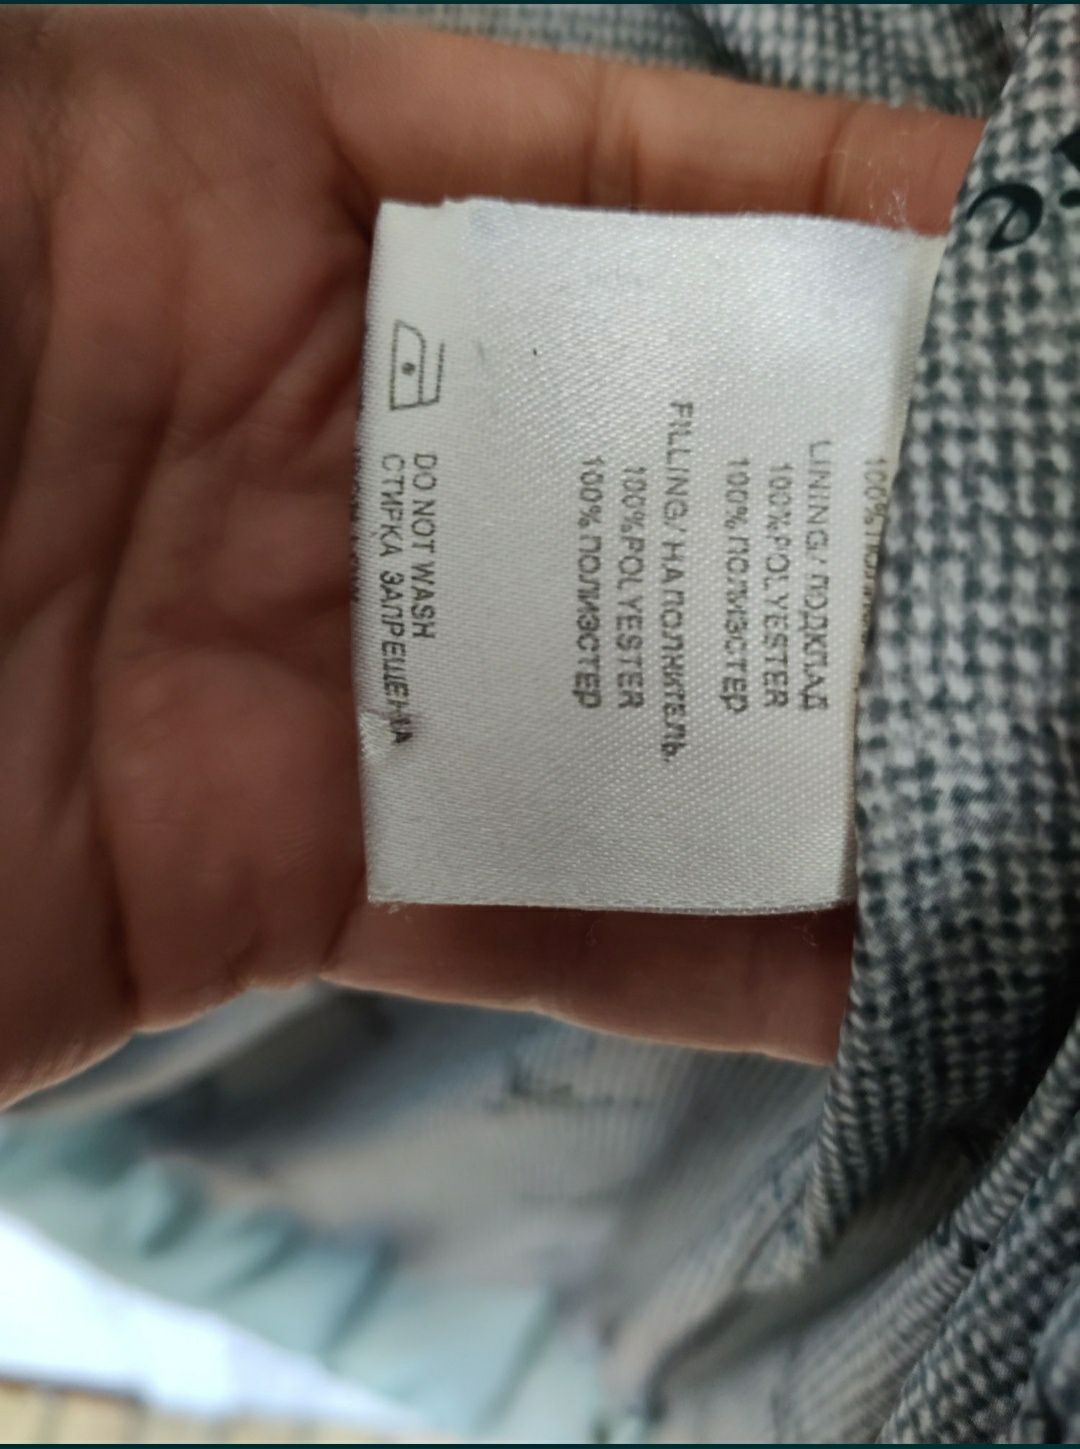 LINING / ПОДКЛАД
100% POLYESTER
100% ПОЛИЭСТЕР
FILLING / НАПОЛНИТЕЛЬ.
100% POLYESTER
100% ПОЛИЭСТЕР
DO NOT WASH
СТИРКА ЗАПРЕЩЕНА